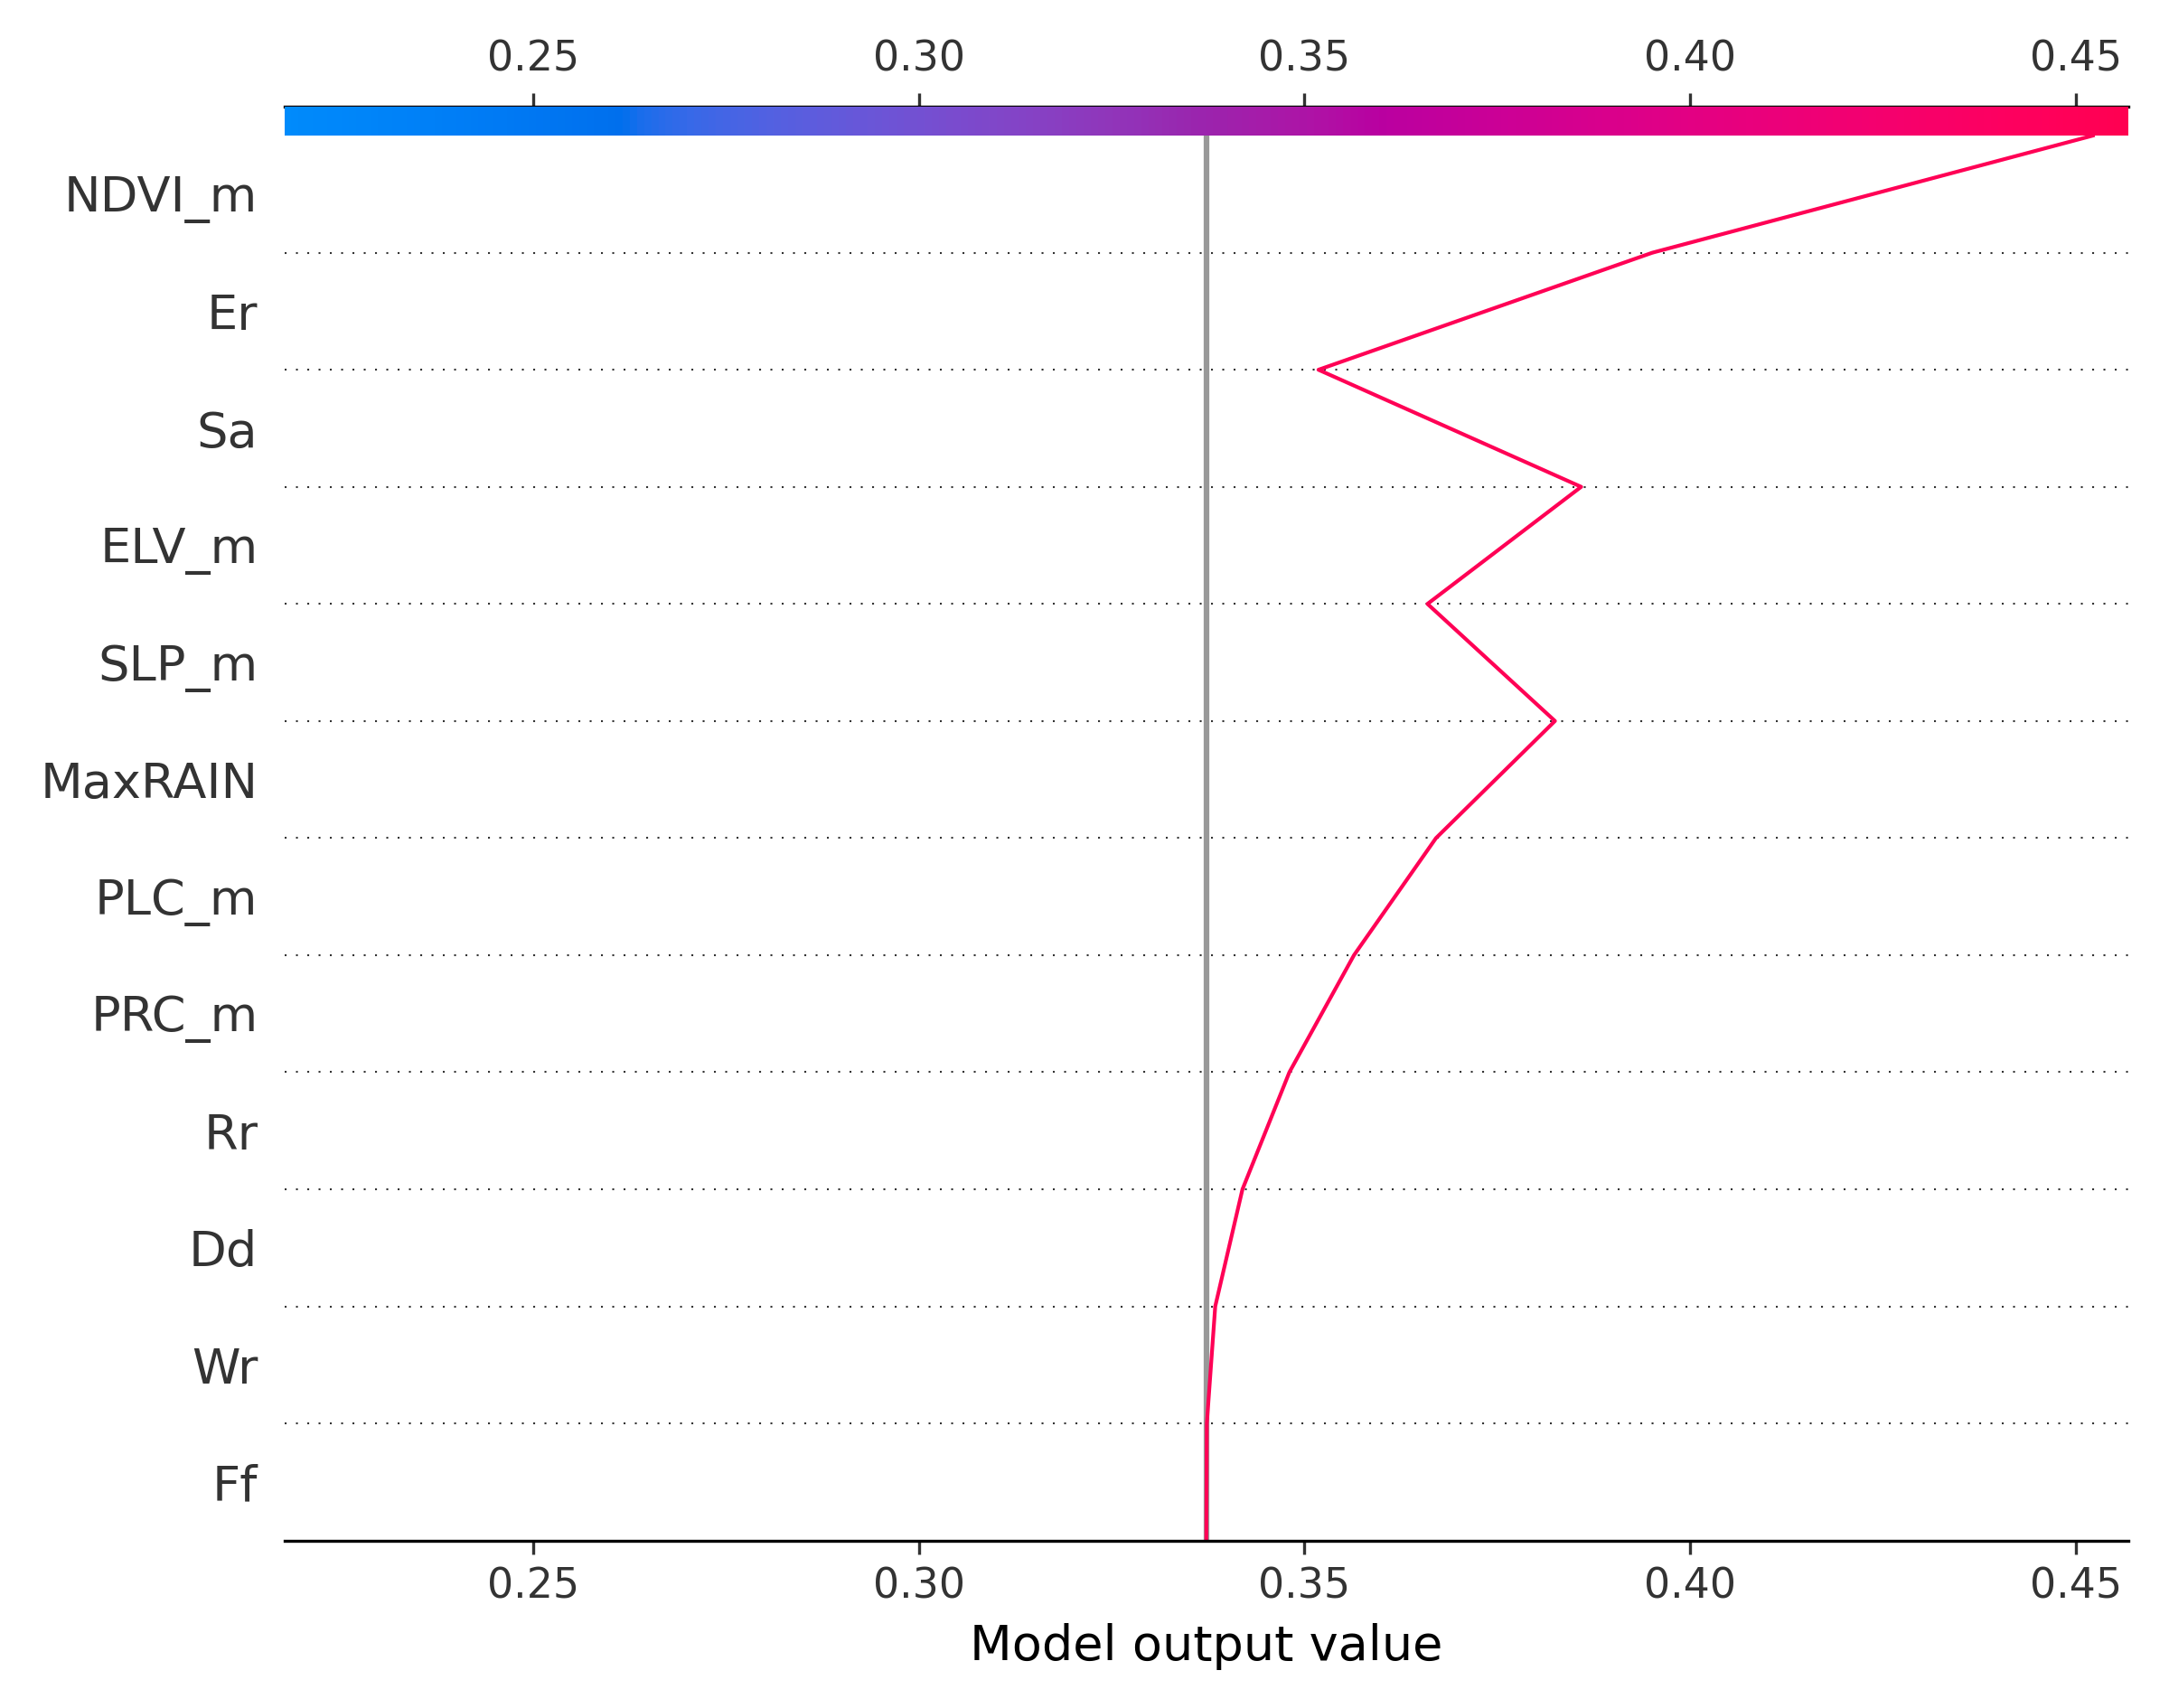 0.25 0.30 0.35 0.40 0.45
NDVI_m
Er
Sa
ELV_m
SLP_m
MaxRAIN
PLC_m
PRC_m
Rr
Dd
Wr
Ff
0.25 0.30 0.35 0.40 0.45
Model output value